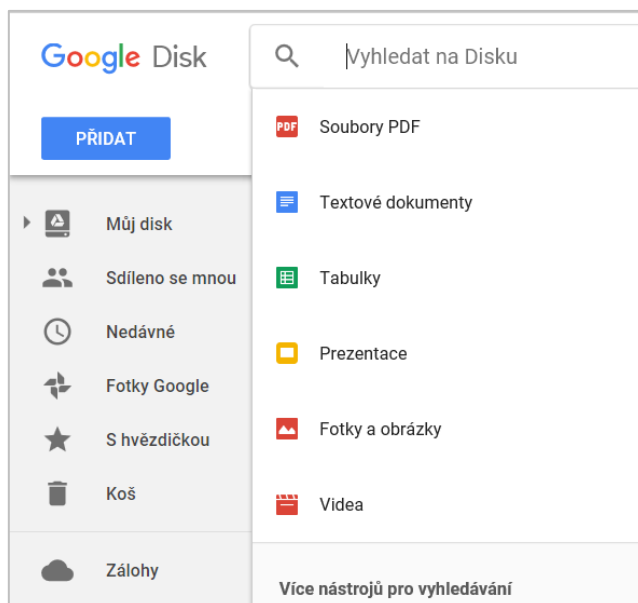 Google Disk
Vyhledat na Disku
PŘIDAT
Můj disk
Sdíleno se mnou
Nedávné
Fotky Google
S hvězdičkou
Koš
Zálohy
PDF
Soubory PDF
Textové dokumenty
Tabulky
Prezentace
Fotky a obrázky
Videa
Více nástrojů pro vyhledávání